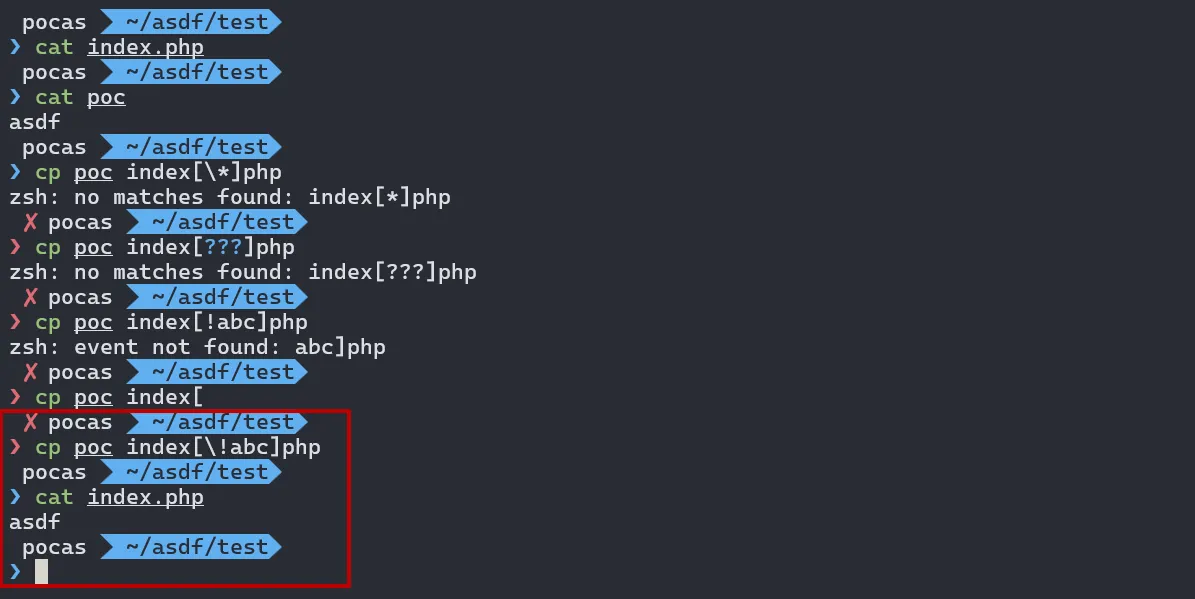 pocas ~/asdf/test
❯ cat index.php
pocas ~/asdf/test
❯ cat poc
asdf
pocas ~/asdf/test
❯ cp poc index[\*]php
zsh: no matches found: index[*]php
✗ pocas ~/asdf/test
❯ cp poc index[???]php
zsh: no matches found: index[???]php
✗ pocas ~/asdf/test
❯ cp poc index[!abc]php
zsh: event not found: abc]php
✗ pocas ~/asdf/test
❯ cp poc index[
✗ pocas ~/asdf/test
❯ cp poc index[\!abc]php
pocas ~/asdf/test
❯ cat index.php
asdf
pocas ~/asdf/test
❯